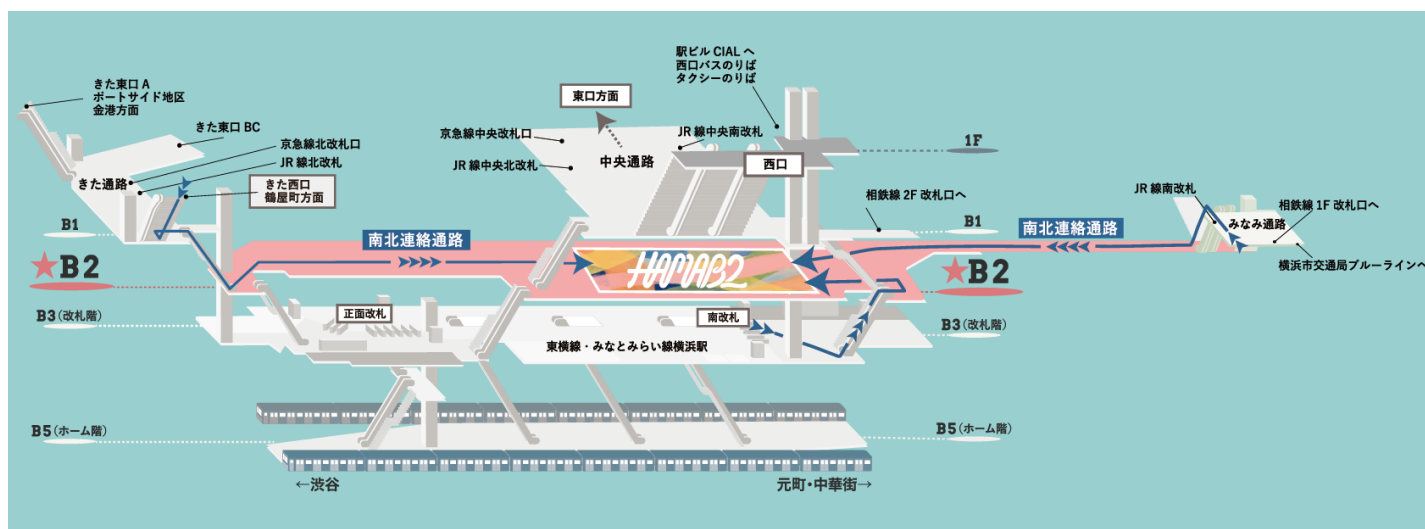 きた東口 A
ポートサイド地区
金港方面
きた東口 BC
京急線北改札口
JR 線北改札
きた通路
きた西口
鶴屋町方面
B1
★B2
B3(改札階)
B5(ホーム階)
南北連絡通路
正面改札
東口方面
京急線中央改札口
JR 線中央北改札
中央通路
JR 線中央南改札
駅ビル CIAL へ
西口バスのりば
タクシーのりば
西口
1F
相鉄線 2F 改札口へ
B1
HAMAB2
南改札
東横線・みなとみらい線横浜駅
南北連絡通路
★B2
B3(改札階)
B5(ホーム階)
JR 線南改札
みなみ通路
相鉄線 1F 改札口へ
横浜市交通局ブルーラインへ
←渋谷
元町・中華街→